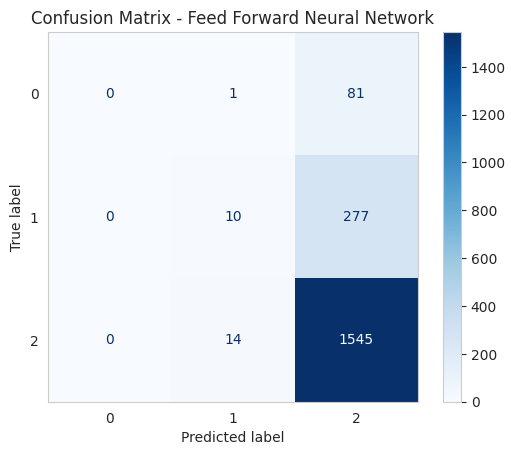 Confusion Matrix - Feed Forward Neural Network
0 0 1 81
1 0 10 277
2 0 14 1545
0 1 2
Predicted label
True label
1400
1200
1000
800
600
400
200
0